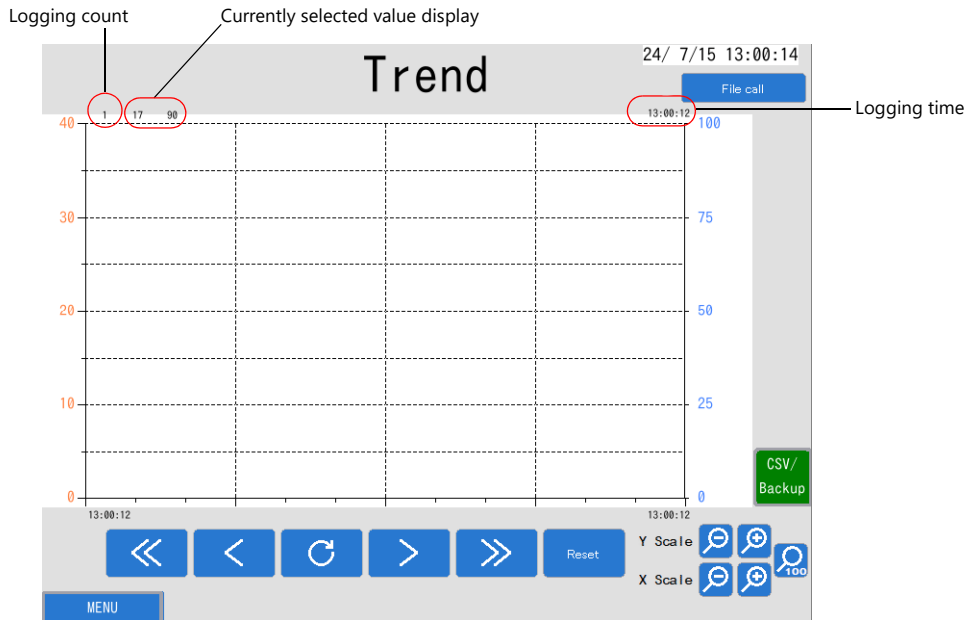 Logging count
Currently selected value display
Trend
24/ 7/15 13:00:14
File call
1 17 90
13:00:12
Logging time
40
100
30
75
20
50
10
25
0
0
CSV/
Backup
13:00:12
13:00:12
Reset
Y Scale
X Scale
100
MENU